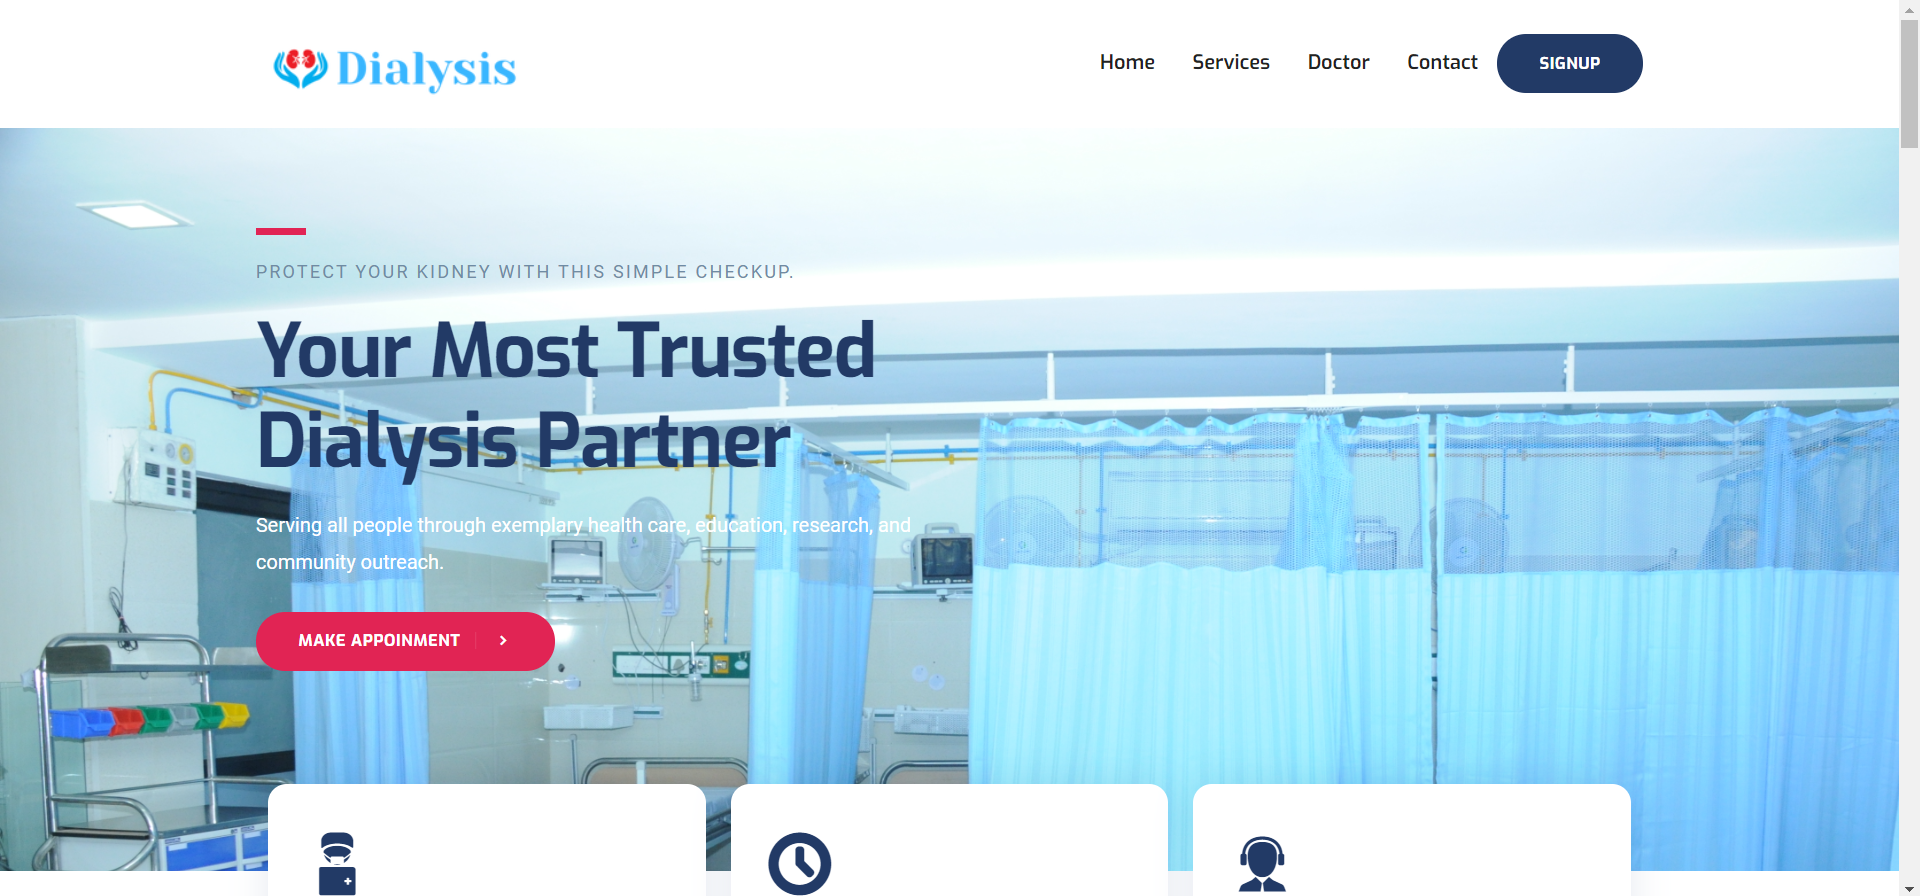 Dialysis
Home Services Doctor Contact SIGNUP
PROTECT YOUR KIDNEY WITH THIS SIMPLE CHECKUP.
Your Most Trusted
Dialysis Partner
Serving all people through exemplary health care, education, research, and
community outreach.
MAKE APPOINMENT